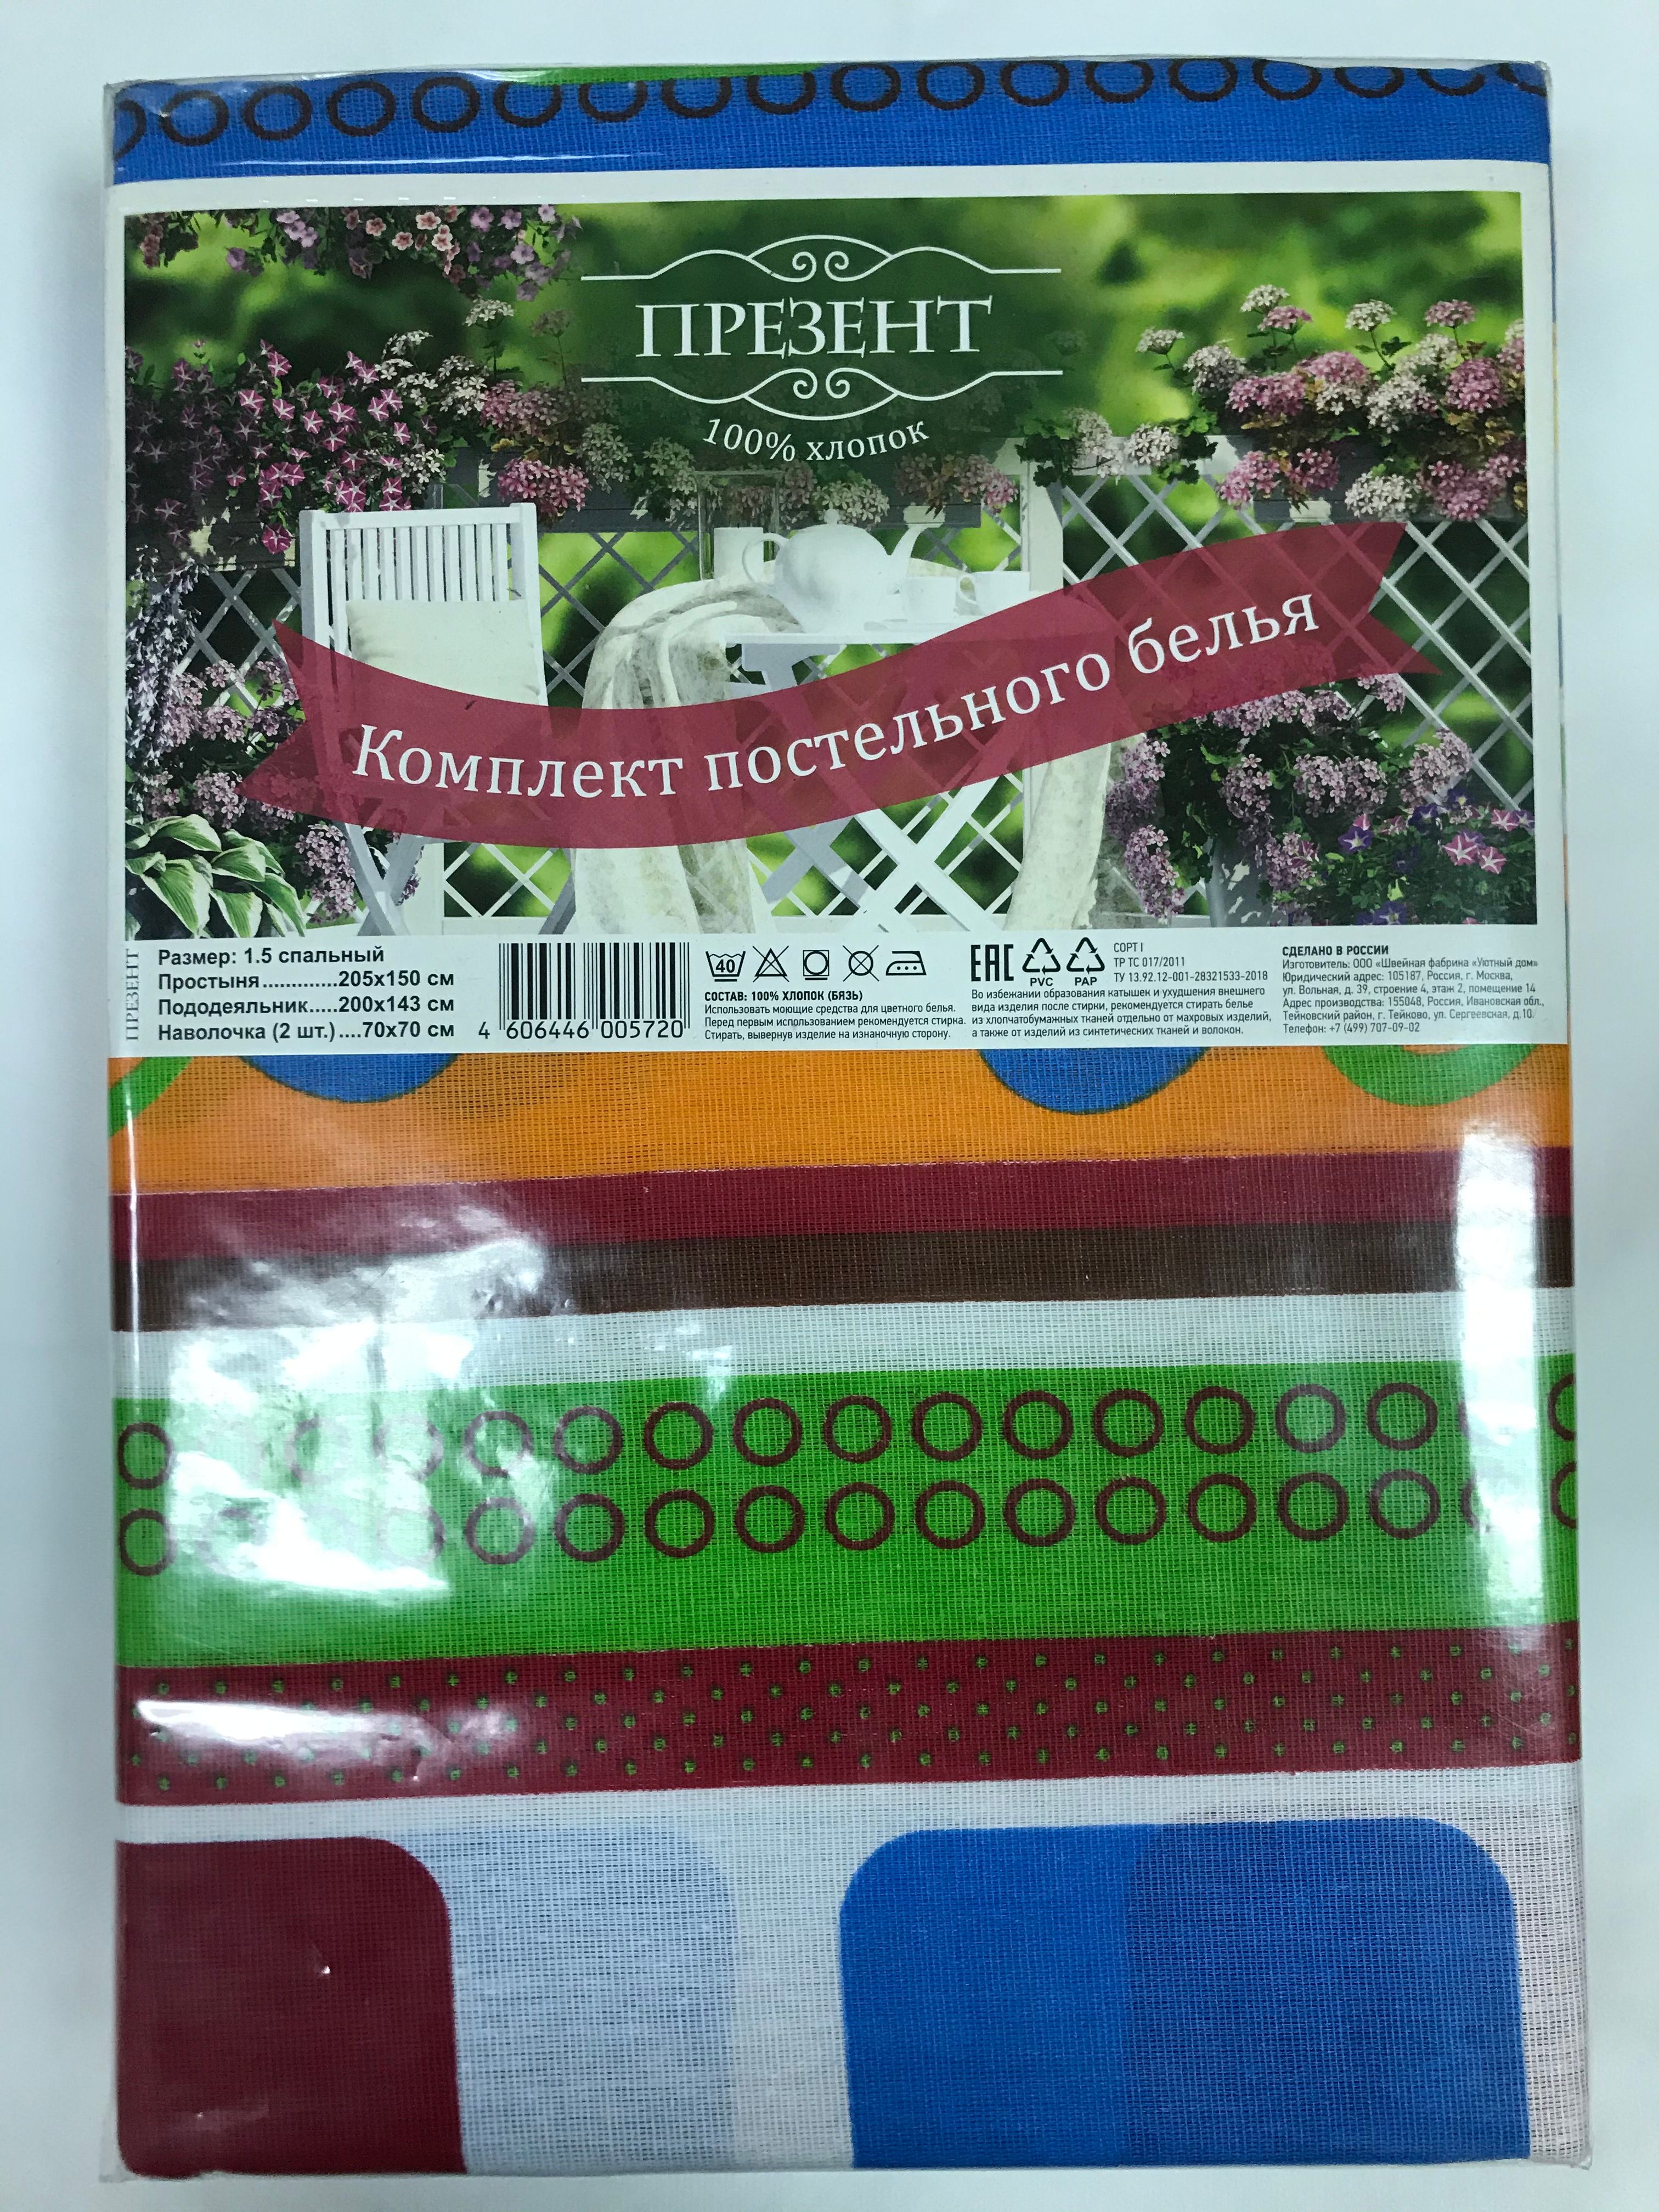 ПРЕЗЕНТ
100% хлопок
Комплект постельного белья
ПРЕЗЕНТ
Размер: 1.5 спальный
Простыня.............205х150 см
Пододеяльник.....200х143 см
Наволочка (2 шт.)....70х70 см
4 606446 005720
40
СОСТАВ: 100% ХЛОПОК (БЯЗЬ)
Использовать моющие средства для цветного белья.
Перед первым использованием рекомендуется стирка.
Стирать, вывернув изделие на изнаночную сторону.
EAC
PVC PAP
СОРТ I
ТР ТС 017/2011
ТУ 13.92.12-001-28321533-2018
Во избежании образования катышек и ухудшения внешнего
вида изделия после стирки, рекомендуется стирать белье
из хлопчатобумажных тканей отдельно от махровых изделий,
а также от изделий из синтетических тканей и волокон.
СДЕЛАНО В РОССИИ
Изготовитель: ООО «Швейная фабрика «Уютный дом»
Юридический адрес: 105187, Россия, г. Москва,
ул. Вольная, д. 39, строение 4, этаж 2, помещение 14
Адрес производства: 155048, Россия, Ивановская обл.,
Тейковский район, г. Тейково, ул. Сергеевская, д.10.
Телефон: +7 (499) 707-09-02